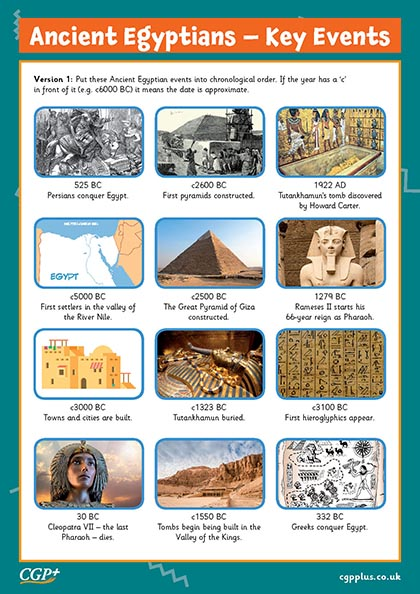 Ancient Egyptians – Key Events
Version 1: Put these Ancient Egyptian events into chronological order. If the year has a ‘c’
in front of it (e.g. c6000 BC) it means the date is approximate.
525 BC
Persians conquer Egypt.
c2600 BC
First pyramids constructed.
1922 AD
Tutankhamun's tomb discovered
by Howard Carter.
EGYPT
c5000 BC
First settlers in the valley of
the River Nile.
c2500 BC
The Great Pyramid of Giza
constructed.
1279 BC
Rameses II starts his
66-year reign as Pharaoh.
c3000 BC
Towns and cities are built.
c1323 BC
Tutankhamun buried.
c3100 BC
First hieroglyphics appear.
30 BC
Cleopatra VII – the last
Pharaoh – dies.
c1550 BC
Tombs begin being built in the
Valley of the Kings.
332 BC
Greeks conquer Egypt.
CGP+
cgpplus.co.uk